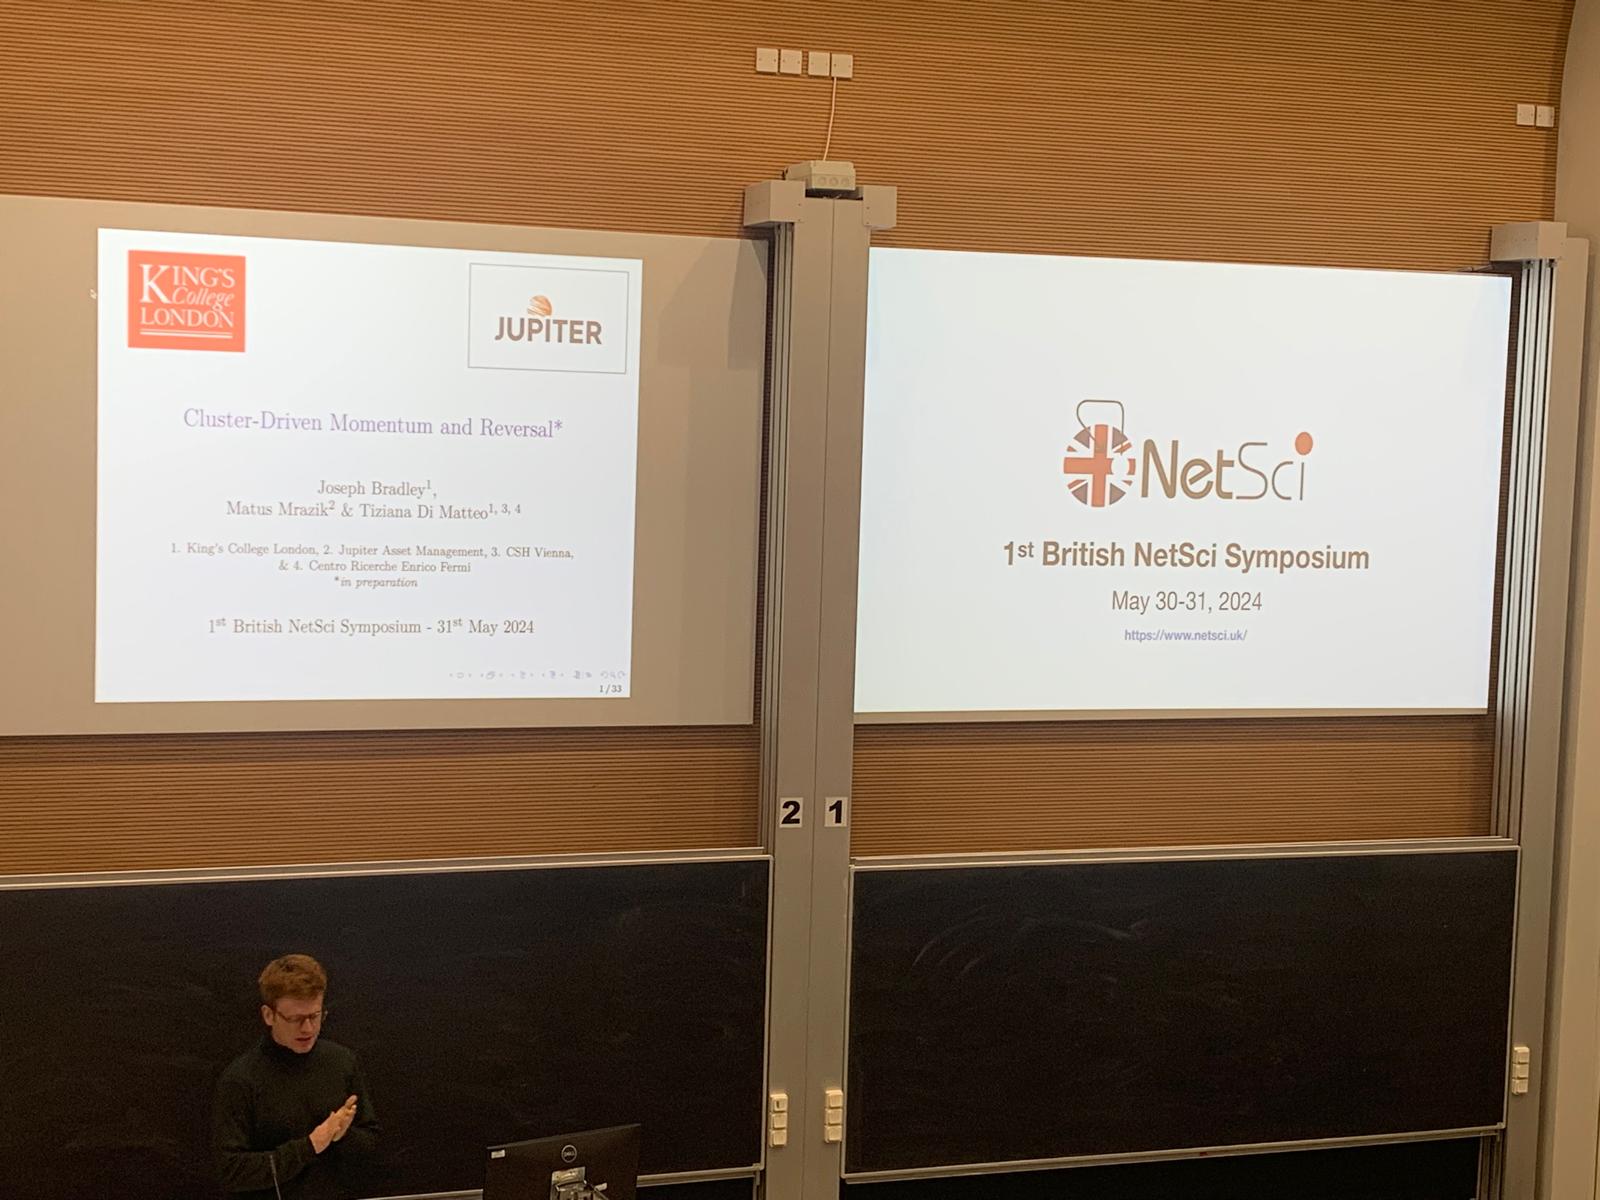 KING'S
College
LONDON
JUPITER
Cluster-Driven Momentum and Reversal*
Joseph Bradley1,
Matus Mrazik2 & Tiziana Di Matteo1, 3, 4
1. King's College London, 2. Jupiter Asset Management, 3. CSH Vienna,
& 4. Centro Ricerche Enrico Fermi
*in preparation
1st British NetSci Symposium - 31st May 2024
1/33
NetSci
1st British NetSci Symposium
May 30-31, 2024
https://www.netsci.uk/
2 1
DELL